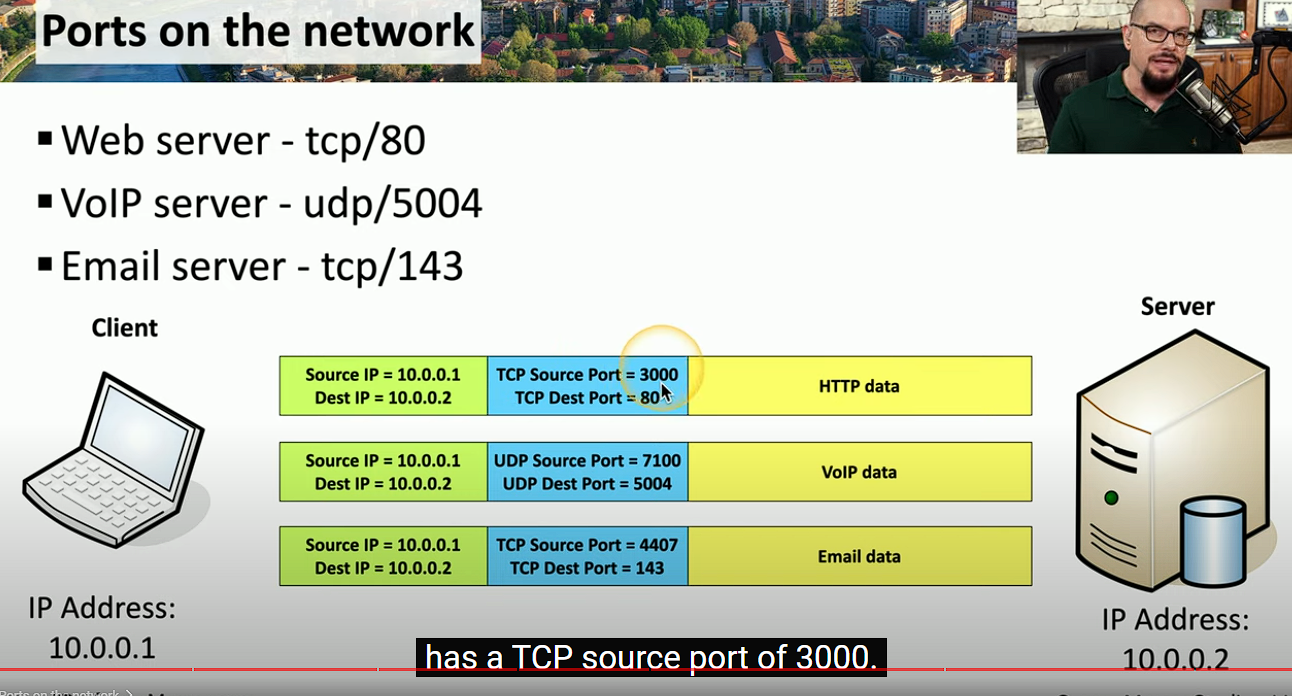 Ports on the network
▪ Web server - tcp/80
▪ VoIP server - udp/5004
▪ Email server - tcp/143
Client
Server
Source IP = 10.0.0.1
Dest IP = 10.0.0.2
TCP Source Port = 3000
TCP Dest Port = 80
HTTP data
Source IP = 10.0.0.1
Dest IP = 10.0.0.2
UDP Source Port = 7100
UDP Dest Port = 5004
VoIP data
Source IP = 10.0.0.1
Dest IP = 10.0.0.2
TCP Source Port = 4407
TCP Dest Port = 143
Email data
IP Address:
10.0.0.1
IP Address:
10.0.0.2
has a TCP source port of 3000.
Ports on the network